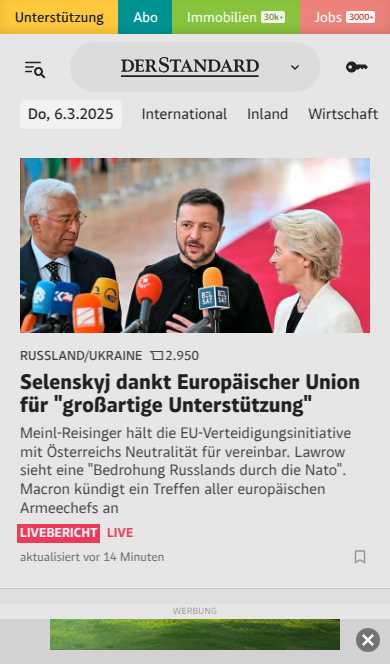 Unterstützung Abo Immobilien 30k+ Jobs 3000+
DERSTANDARD
Do, 6.3.2025 International Inland Wirtschaft
RUSSLAND/UKRAINE 2.950
Selenskyj dankt Europäischer Union
für "großartige Unterstützung"
Meinl-Reisinger hält die EU-Verteidigungsinitiative
mit Österreichs Neutralität für vereinbar. Lawrow
sieht eine "Bedrohung Russlands durch die Nato".
Macron kündigt ein Treffen aller europäischen
Armeechefs an
LIVEBERICHT LIVE
aktualisiert vor 14 Minuten
WERBUNG